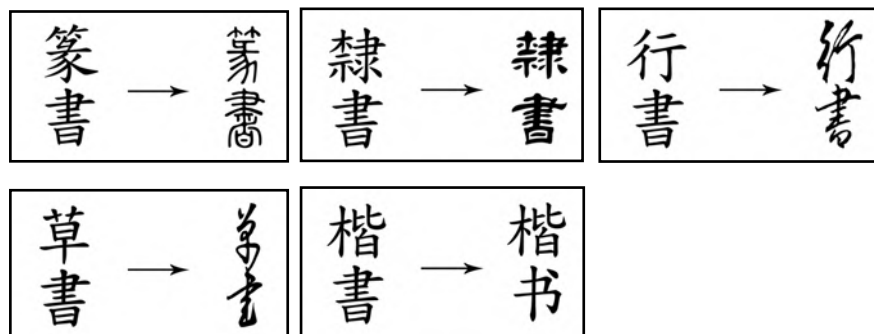 篆書 → 篆書
隸書 → 隸書
行書 → 行書
草書 → 草書
楷書 → 楷书